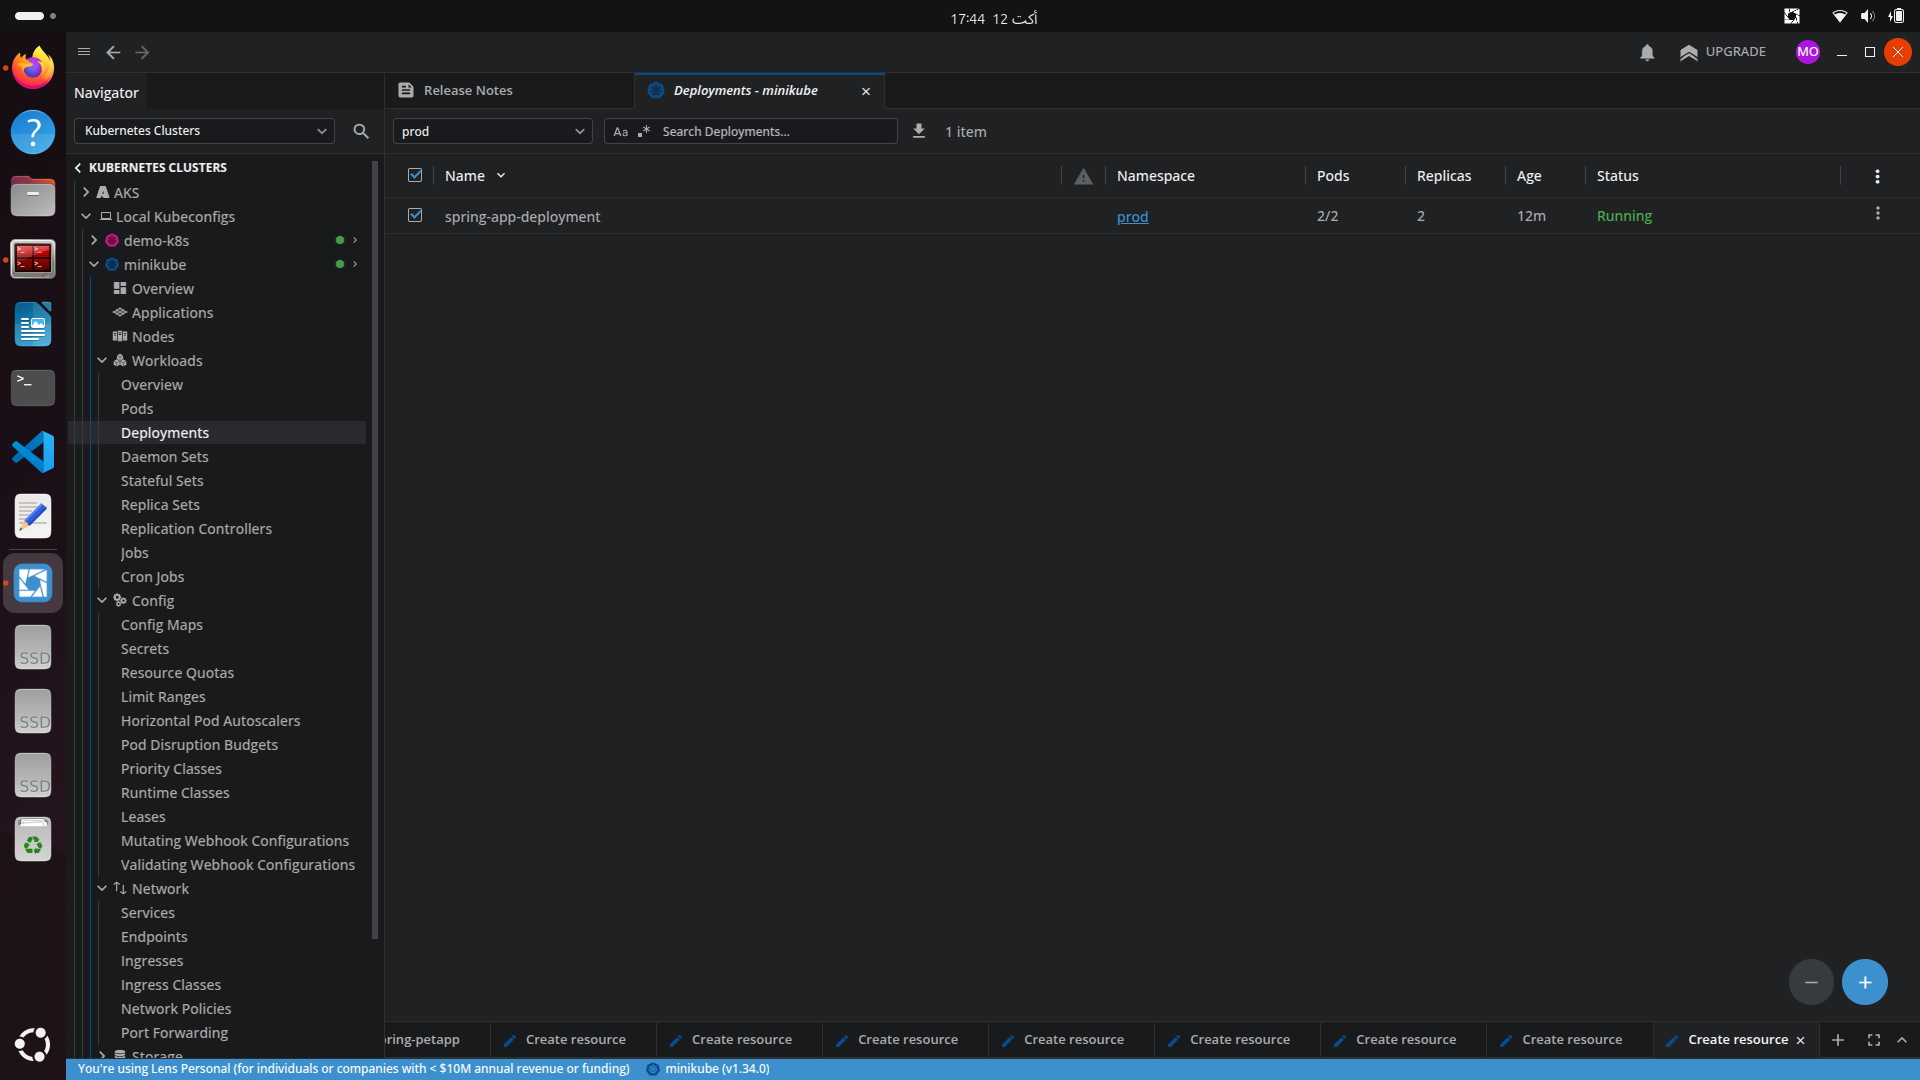 17:44 12 أكت
UPGRADE
MO
Navigator
Release Notes
Deployments - minikube
Kubernetes Clusters
prod
Aa
.*
Search Deployments...
1 item
KUBERNETES CLUSTERS
Name
Namespace
Pods
Replicas
Age
Status
spring-app-deployment
prod
2/2
2
12m
Running
AKS
Local Kubeconfigs
demo-k8s
minikube
Overview
Applications
Nodes
Workloads
Overview
Pods
Deployments
Daemon Sets
Stateful Sets
Replica Sets
Replication Controllers
Jobs
Cron Jobs
Config
Config Maps
Secrets
Resource Quotas
Limit Ranges
Horizontal Pod Autoscalers
Pod Disruption Budgets
Priority Classes
Runtime Classes
Leases
Mutating Webhook Configurations
Validating Webhook Configurations
Network
Services
Endpoints
Ingresses
Ingress Classes
Network Policies
Port Forwarding
Storage
SSD
SSD
SSD
ring-petapp
Create resource
Create resource
Create resource
Create resource
Create resource
Create resource
Create resource
Create resource
You're using Lens Personal (for individuals or companies with < $10M annual revenue or funding)
minikube (v1.34.0)